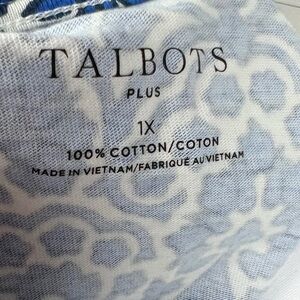 TALBOTS
PLUS
1X
100% COTTON/COTON
MADE IN VIETNAM/FABRIQUÉ AU VIETNAM